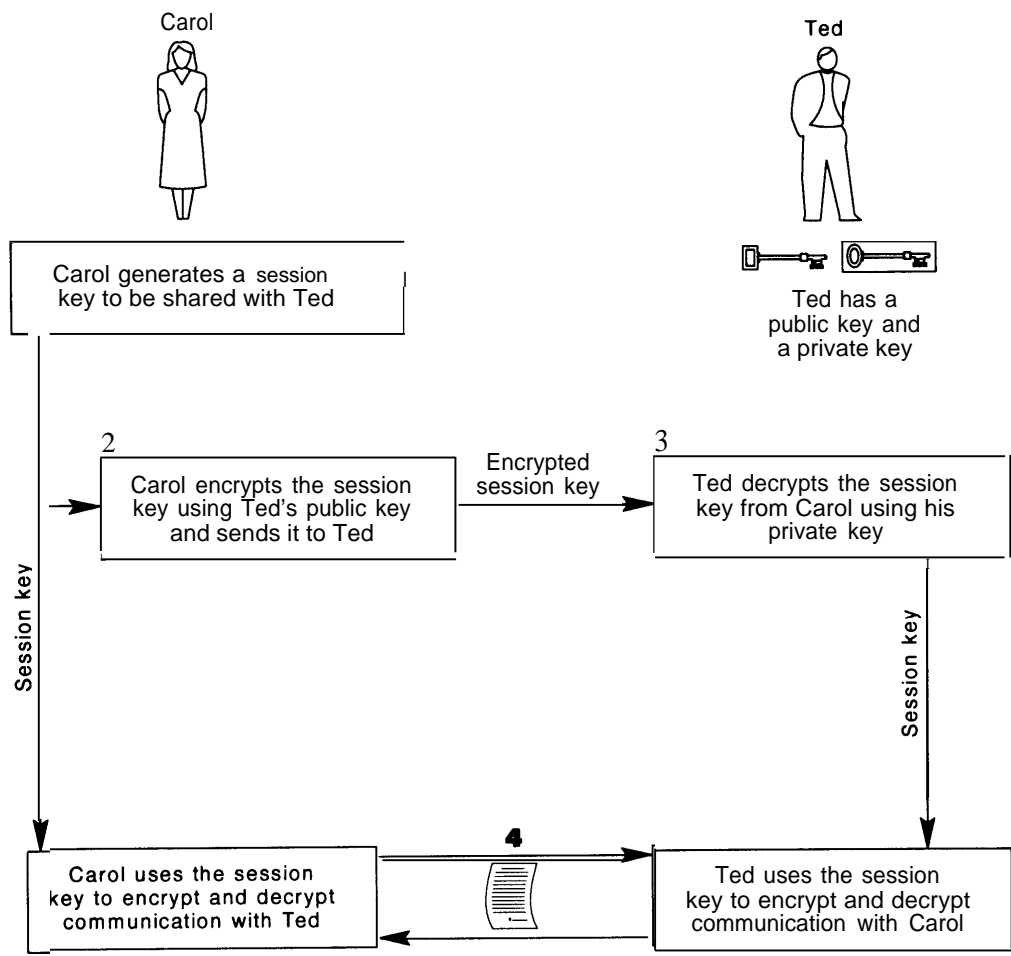 Carol
Ted
Carol generates a session
key to be shared with Ted
Ted has a
public key and
a private key
2
Carol encrypts the session
key using Ted's public key
and sends it to Ted
Encrypted
session key
3
Ted decrypts the session
key from Carol using his
private key
Session key
Session key
4
Carol uses the session
key to encrypt and decrypt
communication with Ted
Ted uses the session
key to encrypt and decrypt
communication with Carol